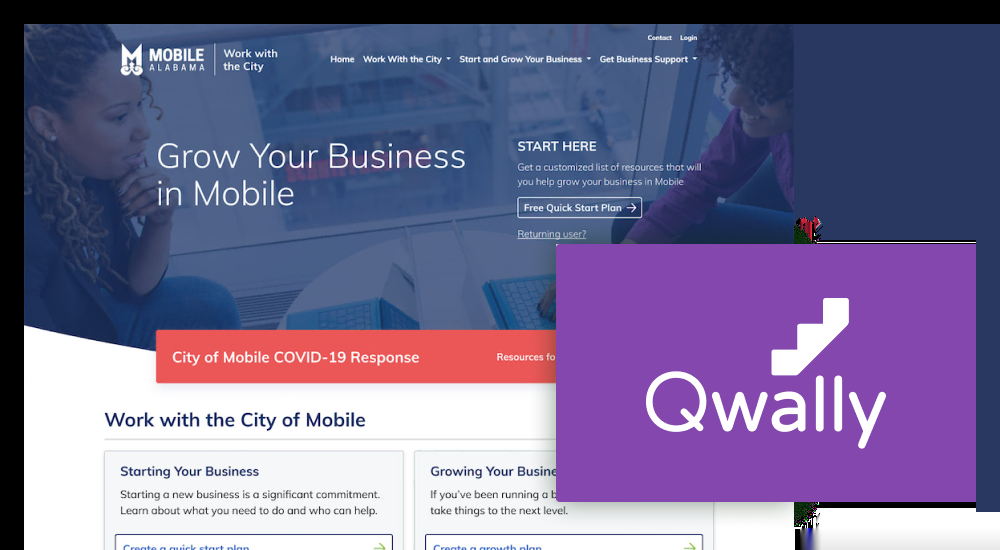 Contact Login
MOBILE
ALABAMA
Work with
the City
Home Work With the City Start and Grow Your Business Get Business Support
Grow Your Business
in Mobile
START HERE
Get a customized list of resources that will
you help grow your business in Mobile
Free Quick Start Plan
Returning user?
City of Mobile COVID-19 Response
Resources fo
Qwally
Work with the City of Mobile
Starting Your Business
Starting a new business is a significant commitment.
Learn about what you need to do and who can help.
Create a quick start plan
Growing Your Busine
If you've been running a b
take things to the next level.
Create a growth plan